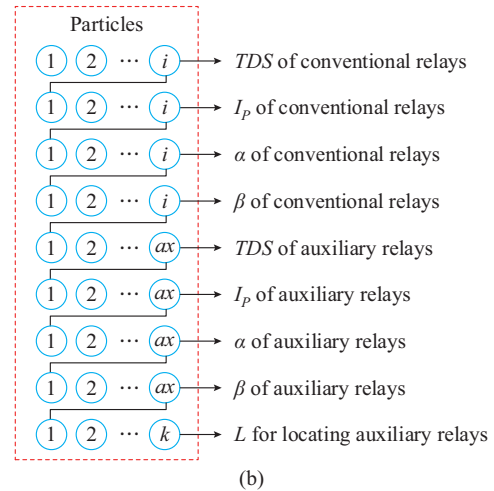 Particles
1 2 ⋯ i TDS of conventional relays
1 2 ⋯ i I_P of conventional relays
1 2 ⋯ i α of conventional relays
1 2 ⋯ i β of conventional relays
1 2 ⋯ ax TDS of auxiliary relays
1 2 ⋯ ax I_P of auxiliary relays
1 2 ⋯ ax α of auxiliary relays
1 2 ⋯ ax β of auxiliary relays
1 2 ⋯ k L for locating auxiliary relays
(b)